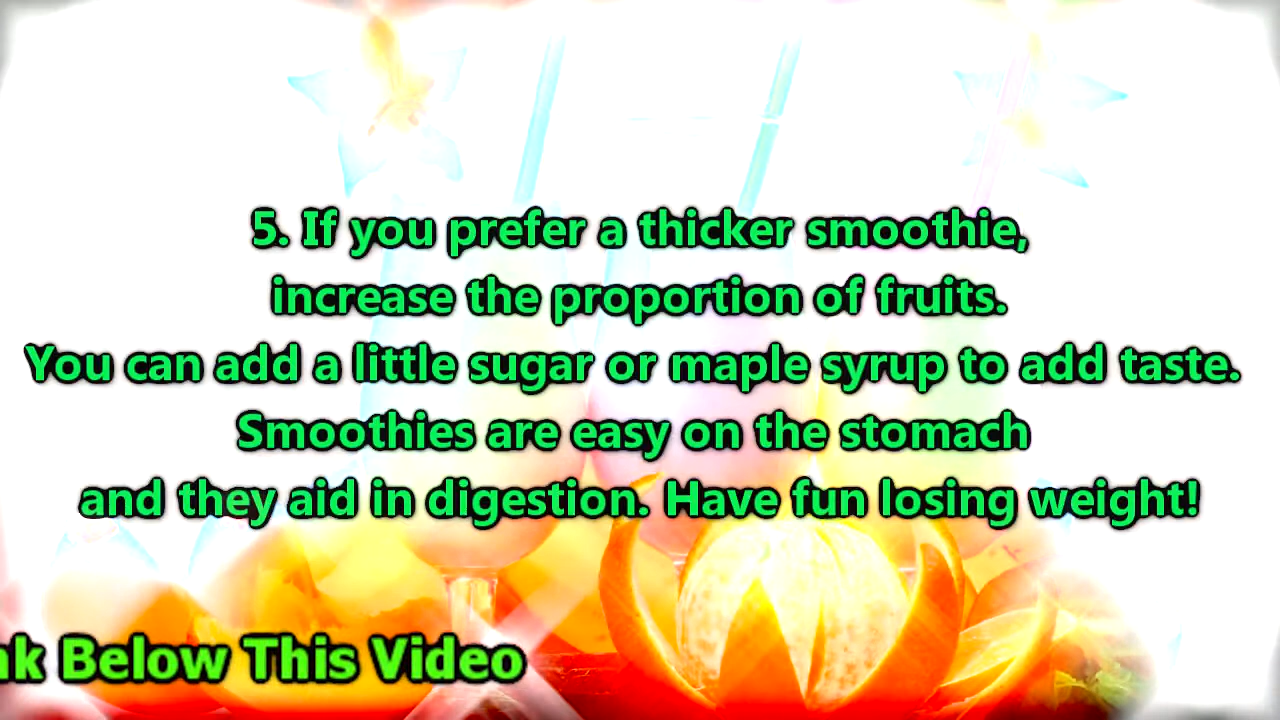 5. If you prefer a thicker smoothie,
increase the proportion of fruits.
You can add a little sugar or maple syrup to add taste.
Smoothies are easy on the stomach
and they aid in digestion. Have fun losing weight!
Below This Video